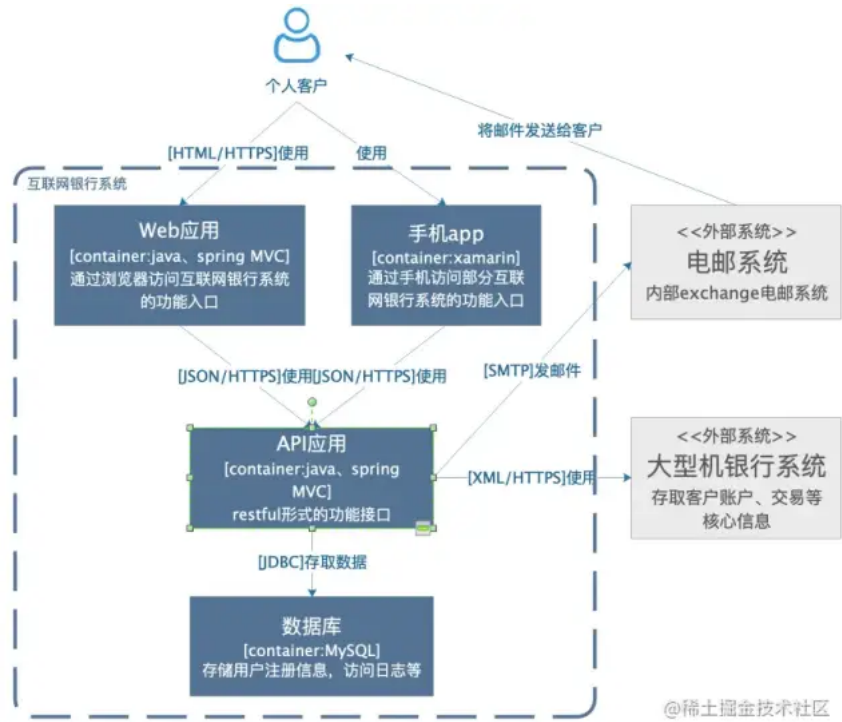 个人客户
将邮件发送给客户
[HTML/HTTPS]使用
使用
互联网银行系统
Web应用
[container:java、spring MVC]
通过浏览器访问互联网银行系统
的功能入口
手机app
[container:xamarin]
通过手机访问部分互联
网银行系统的功能入口
<<外部系统>>
电邮系统
内部exchange电邮系统
[JSON/HTTPS]使用
[JSON/HTTPS]使用
[SMTP]发邮件
API应用
[container:java、spring
MVC]
restful形式的功能接口
[XML/HTTPS]使用
<<外部系统>>
大型机银行系统
存取客户账户、交易等
核心信息
[JDBC]存取数据
数据库
[container:MySQL]
存储用户注册信息，访问日志等
@稀土掘金技术社区